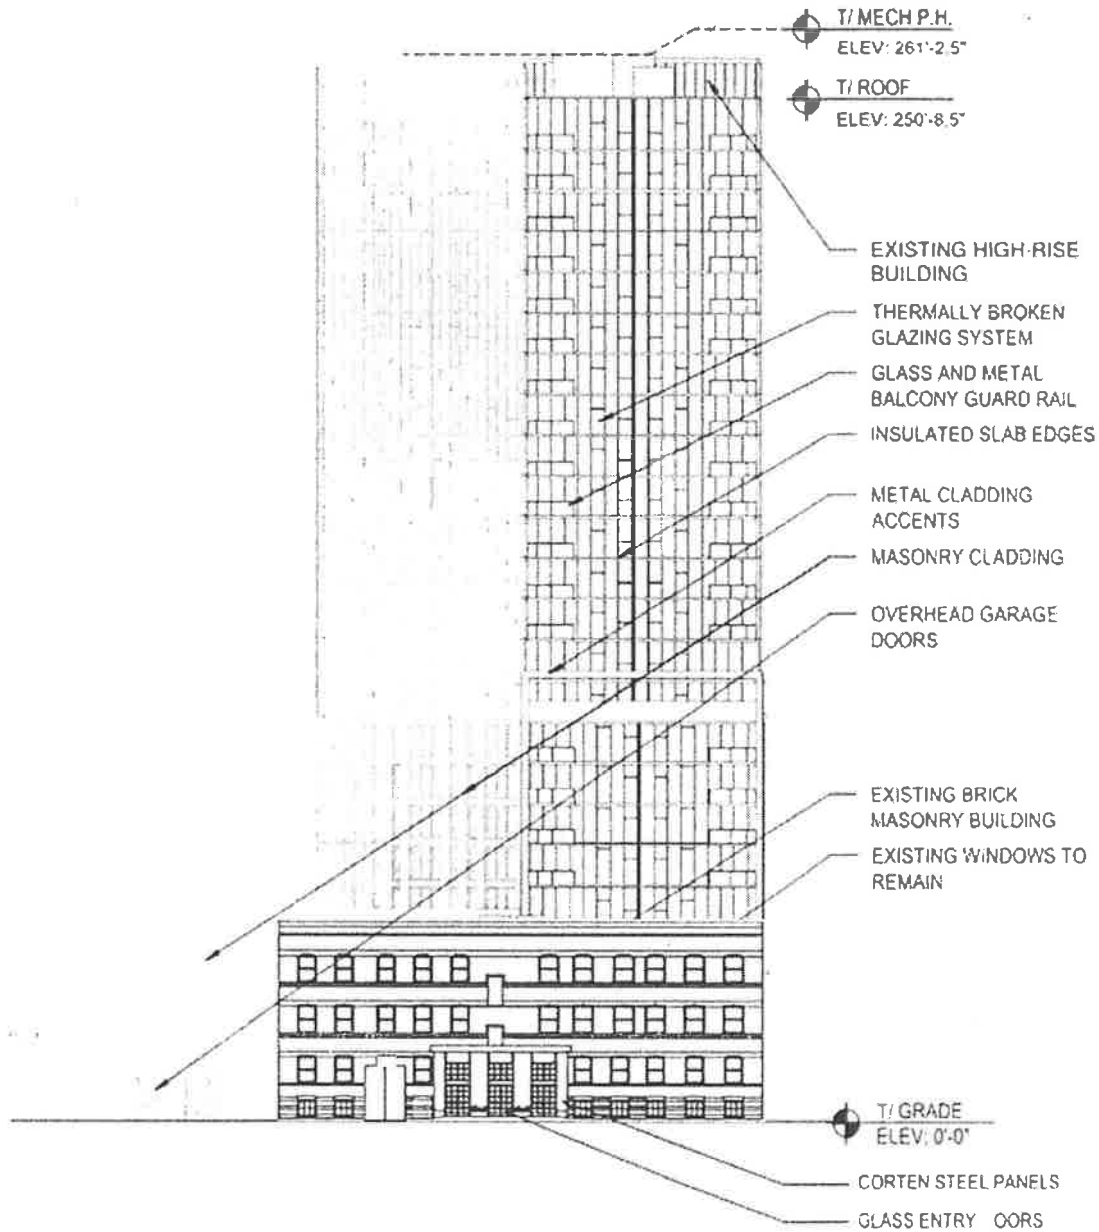 T/ MECH P.H.
ELEV: 261'-2.5"
T/ ROOF
ELEV: 250'-8.5"
EXISTING HIGH-RISE
BUILDING
THERMALLY BROKEN
GLAZING SYSTEM
GLASS AND METAL
BALCONY GUARD RAIL
INSULATED SLAB EDGES
METAL CLADDING
ACCENTS
MASONRY CLADDING
OVERHEAD GARAGE
DOORS
EXISTING BRICK
MASONRY BUILDING
EXISTING WINDOWS TO
REMAIN
T/ GRADE
ELEV: 0'-0"
CORTEN STEEL PANELS
GLASS ENTRY OORS